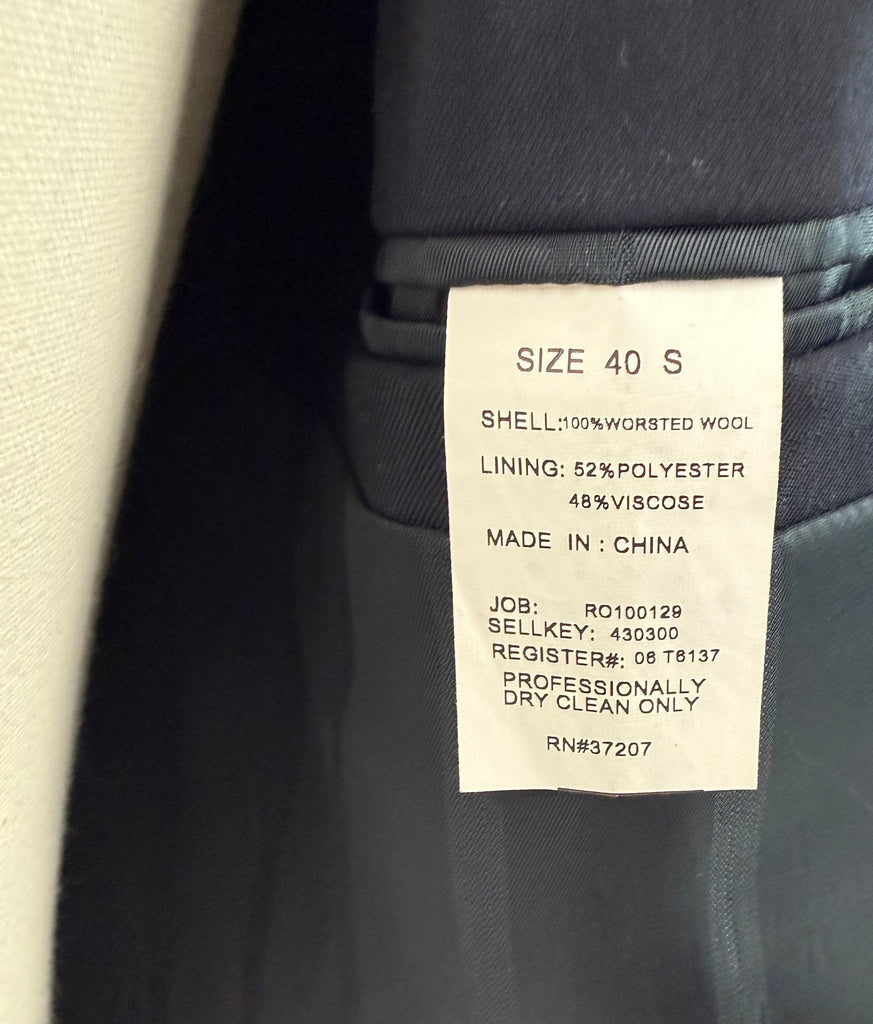 SIZE 40 S
SHELL:100%WORSTED WOOL
LINING: 52%POLYESTER
48%VISCOSE
MADE IN : CHINA
JOB: RO100129
SELLKEY: 430300
REGISTER#: 06 T6137
PROFESSIONALLY
DRY CLEAN ONLY
RN#37207